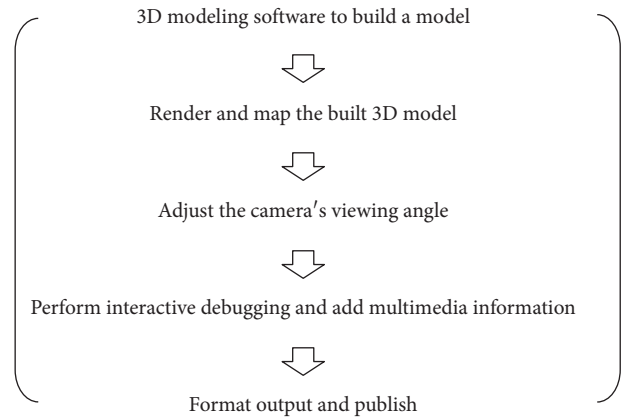 3D modeling software to build a model
Render and map the built 3D model
Adjust the camera′s viewing angle
Perform interactive debugging and add multimedia information
Format output and publish